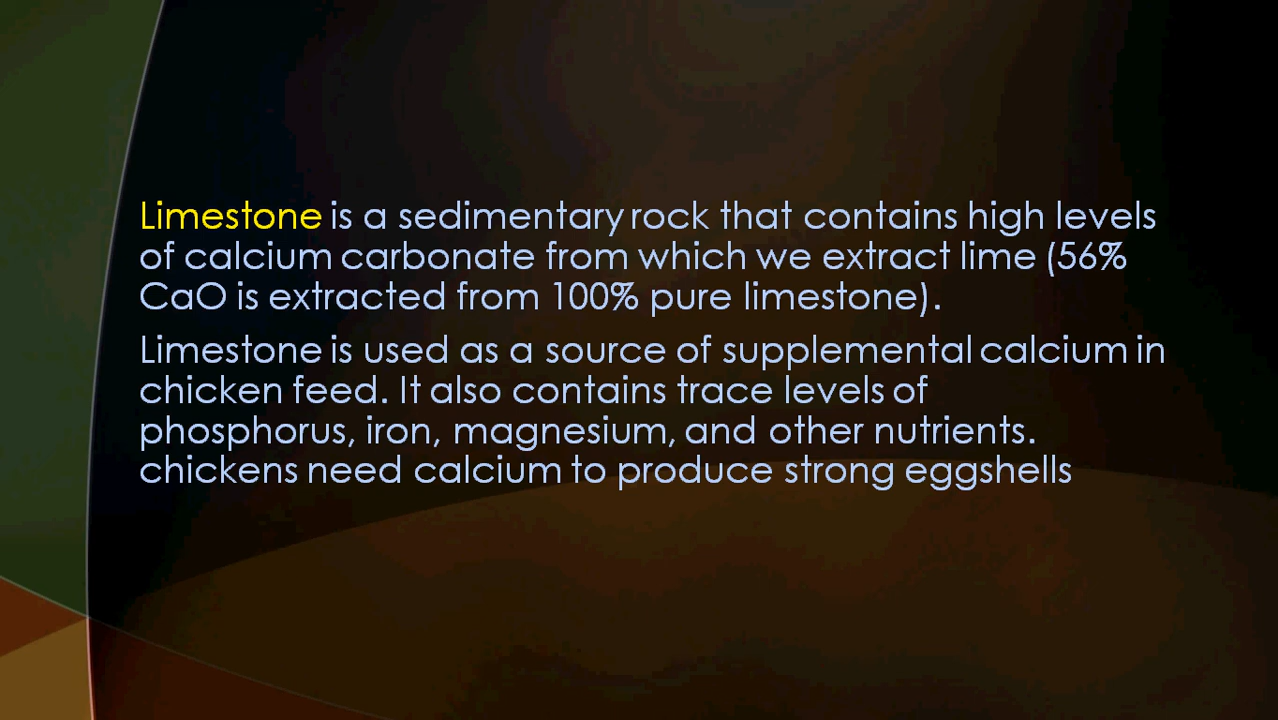 Limestone is a sedimentary rock that contains high levels
of calcium carbonate from which we extract lime (56%
CaO is extracted from 100% pure limestone).
Limestone is used as a source of supplemental calcium in
chicken feed. It also contains trace levels of
phosphorus, iron, magnesium, and other nutrients.
chickens need calcium to produce strong eggshells